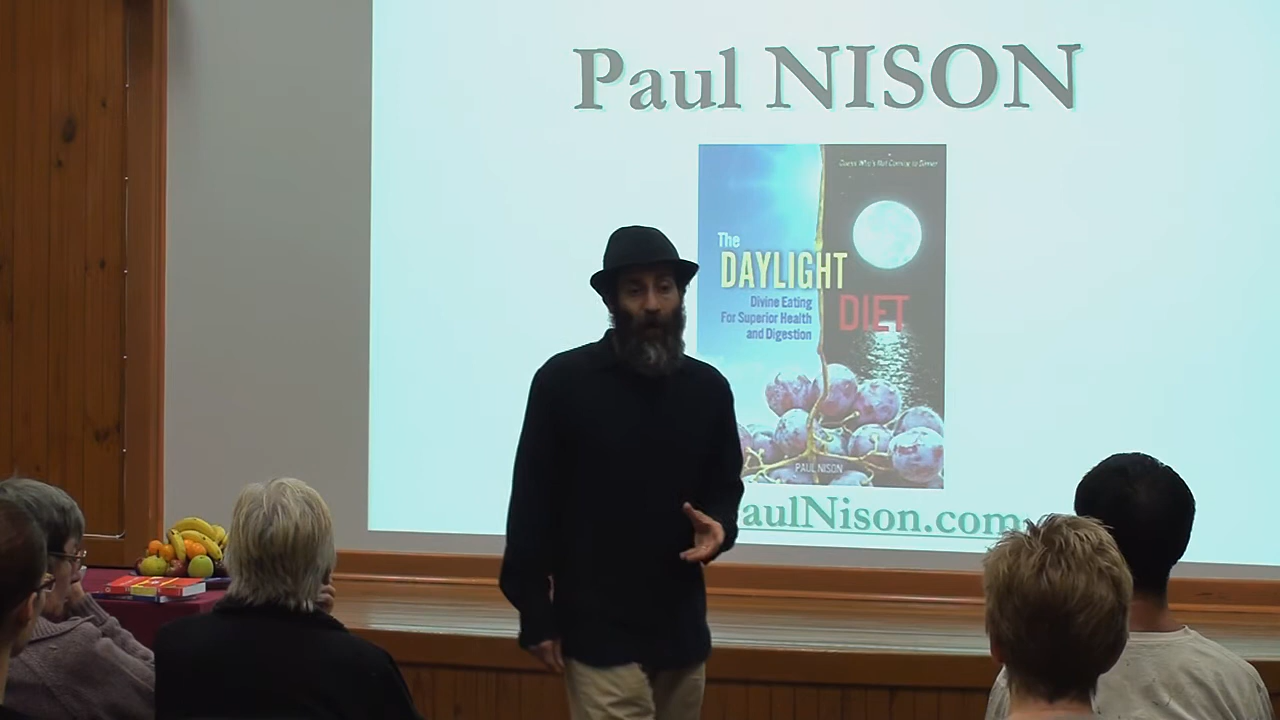 Paul NISON
Guess Who's Not Coming to Dinner
The
DAYLIGHT
DIET
Divine Eating
For Superior Health
and Digestion
PAUL NISON
aulNison.com